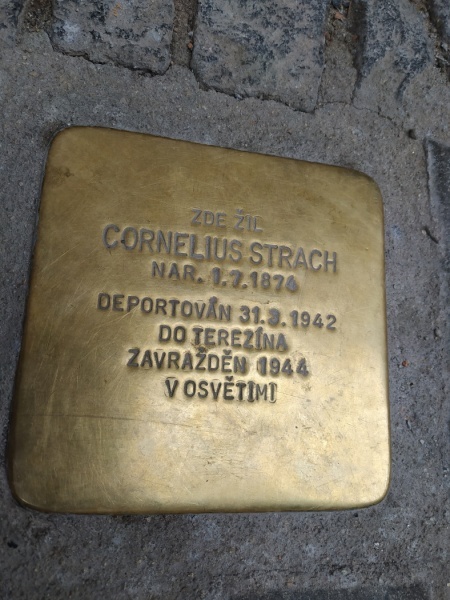 ZDE ŽIL
CORNELIUS STRACH
NAR. 1.7.1874
DEPORTOVÁN 31.3.1942
DO TEREZÍNA
ZAVRAŽDĚN 1944
V OSVĚTIMI